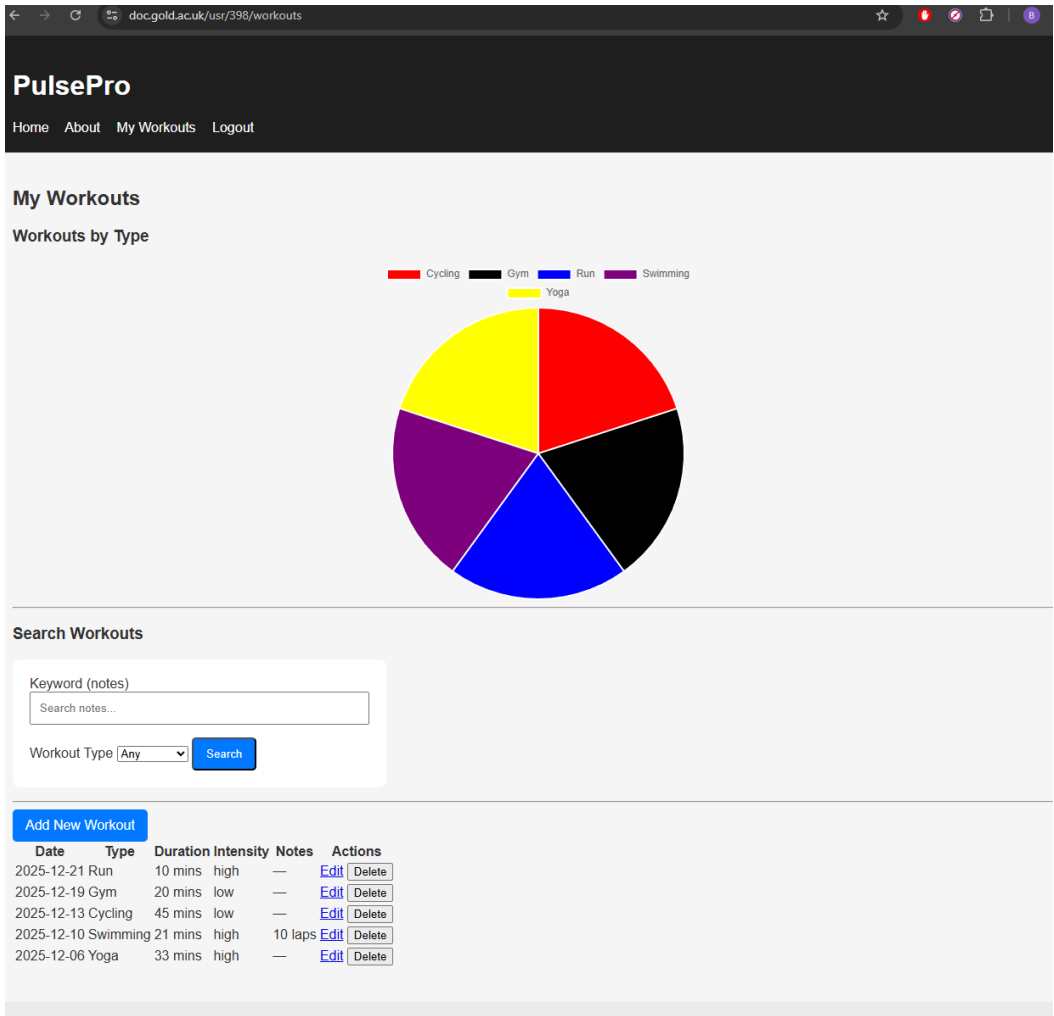 doc.gold.ac.uk/usr/398/workouts
B
PulsePro
Home About My Workouts Logout
My Workouts
Workouts by Type
Cycling Gym Run Swimming
Yoga
Search Workouts
Keyword (notes)
Search notes...
Workout Type Any Search
Add New Workout
Date Type Duration Intensity Notes Actions
2025-12-21 Run 10 mins high — Edit Delete
2025-12-19 Gym 20 mins low — Edit Delete
2025-12-13 Cycling 45 mins low — Edit Delete
2025-12-10 Swimming 21 mins high 10 laps Edit Delete
2025-12-06 Yoga 33 mins high — Edit Delete